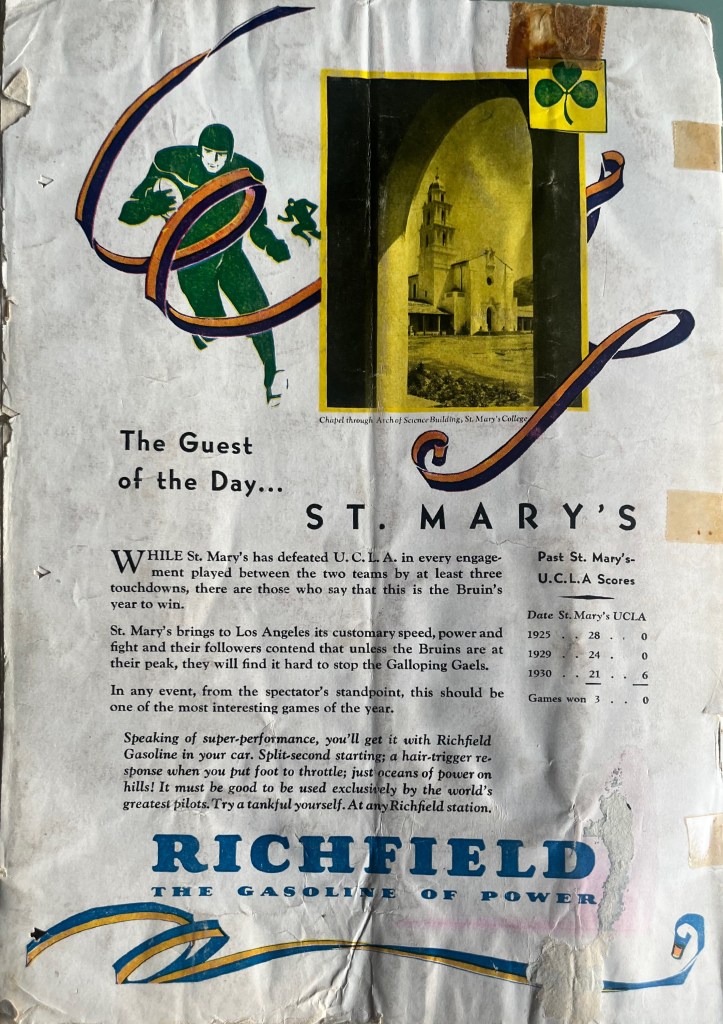 Chapel through Arch of Science Building, St. Mary's College
The Guest
of the Day...
ST. MARY'S
WHILE St. Mary's has defeated U. C. L. A. in every engage-
ment played between the two teams by at least three
touchdowns, there are those who say that this is the Bruin's
year to win.
St. Mary's brings to Los Angeles its customary speed, power and
fight and their followers contend that unless the Bruins are at
their peak, they will find it hard to stop the Galloping Gaels.
In any event, from the spectator's standpoint, this should be
one of the most interesting games of the year.
Past St. Mary's-
U.C.L.A Scores
Date St. Mary's UCLA
1925 . . 28 . . 0
1929 . . 24 . . 0
1930 . . 21 . . 6
Games won 3 . . 0
Speaking of super-performance, you'll get it with Richfield
Gasoline in your car. Split-second starting; a hair-trigger re-
sponse when you put foot to throttle; just oceans of power on
hills! It must be good to be used exclusively by the world's
greatest pilots. Try a tankful yourself. At any Richfield station.
RICHFIELD
THE GASOLINE OF POWER